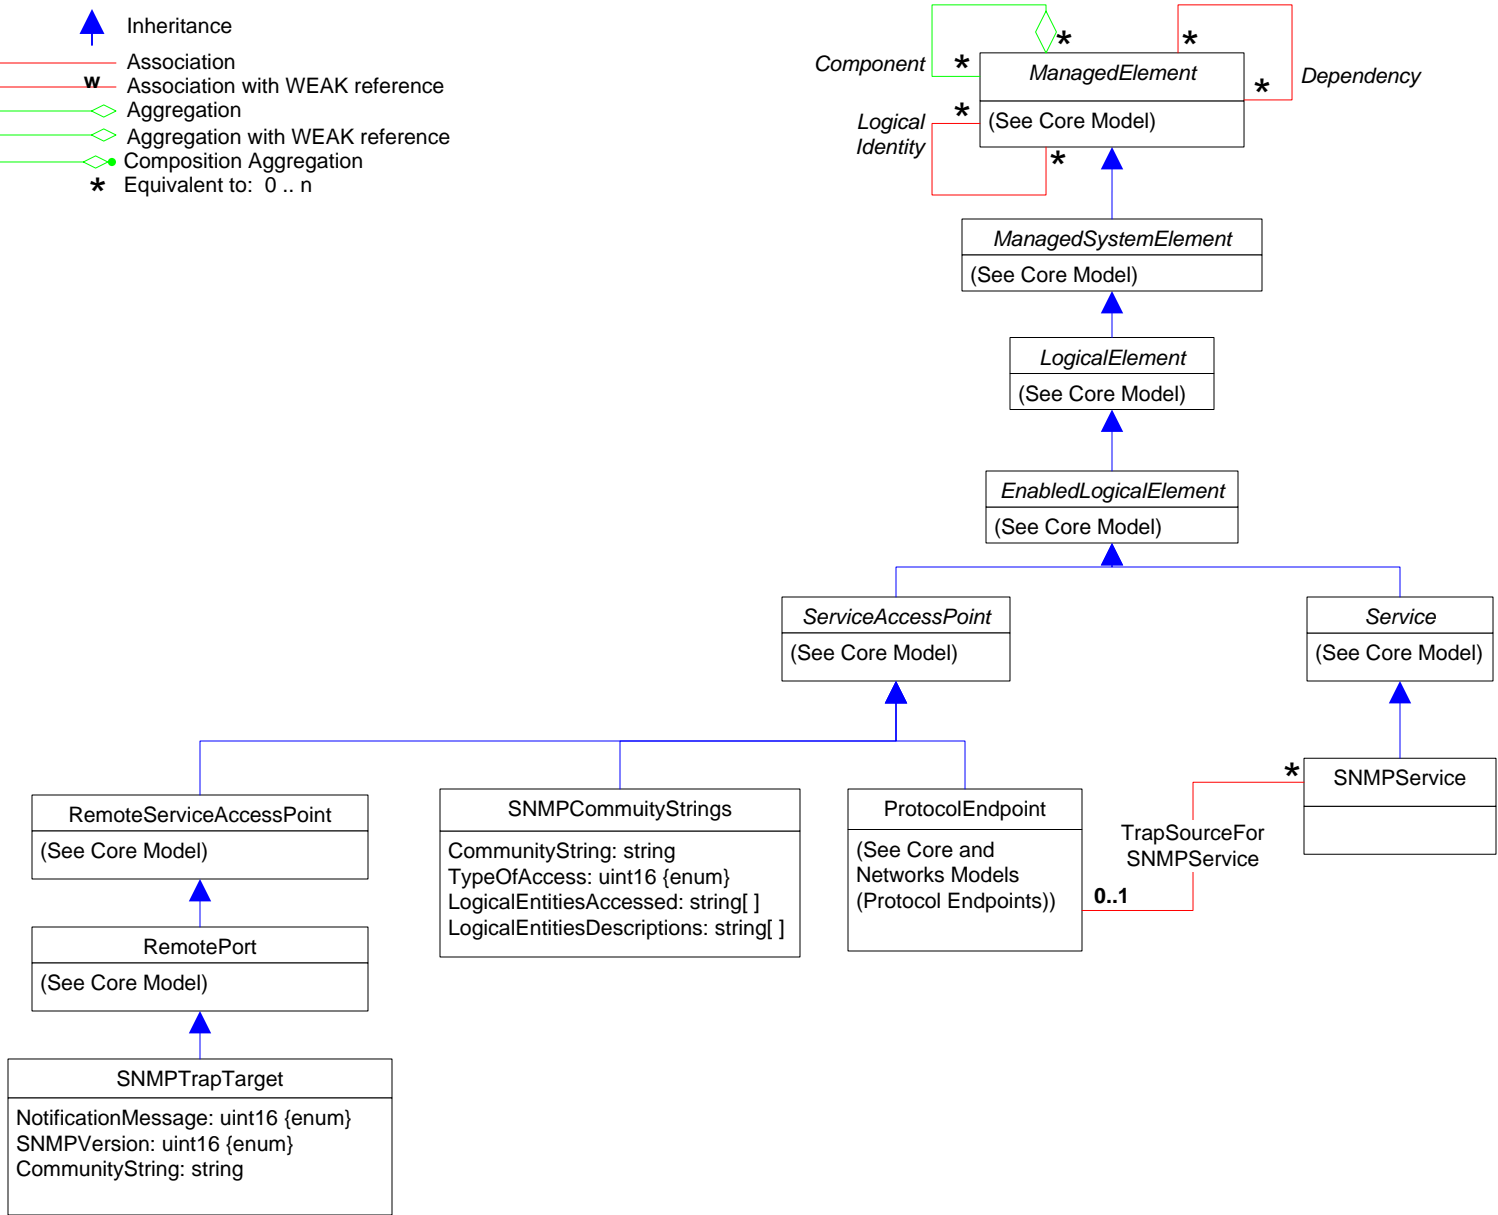 Inheritance
Association
w
Association with WEAK reference
Aggregation
Aggregation with WEAK reference
Composition Aggregation
* Equivalent to: 0 .. n
Component
*
*
*
*
Dependency
ManagedElement
(See Core Model)
Logical
Identity
*
*
ManagedSystemElement
(See Core Model)
LogicalElement
(See Core Model)
EnabledLogicalElement
(See Core Model)
ServiceAccessPoint
(See Core Model)
Service
(See Core Model)
RemoteServiceAccessPoint
(See Core Model)
SNMPCommuityStrings
CommunityString: string
TypeOfAccess: uint16 {enum}
LogicalEntitiesAccessed: string[ ]
LogicalEntitiesDescriptions: string[ ]
ProtocolEndpoint
(See Core and
Networks Models
(Protocol Endpoints))
0..1
TrapSourceFor
SNMPService
*
SNMPService
RemotePort
(See Core Model)
SNMPTrapTarget
NotificationMessage: uint16 {enum}
SNMPVersion: uint16 {enum}
CommunityString: string